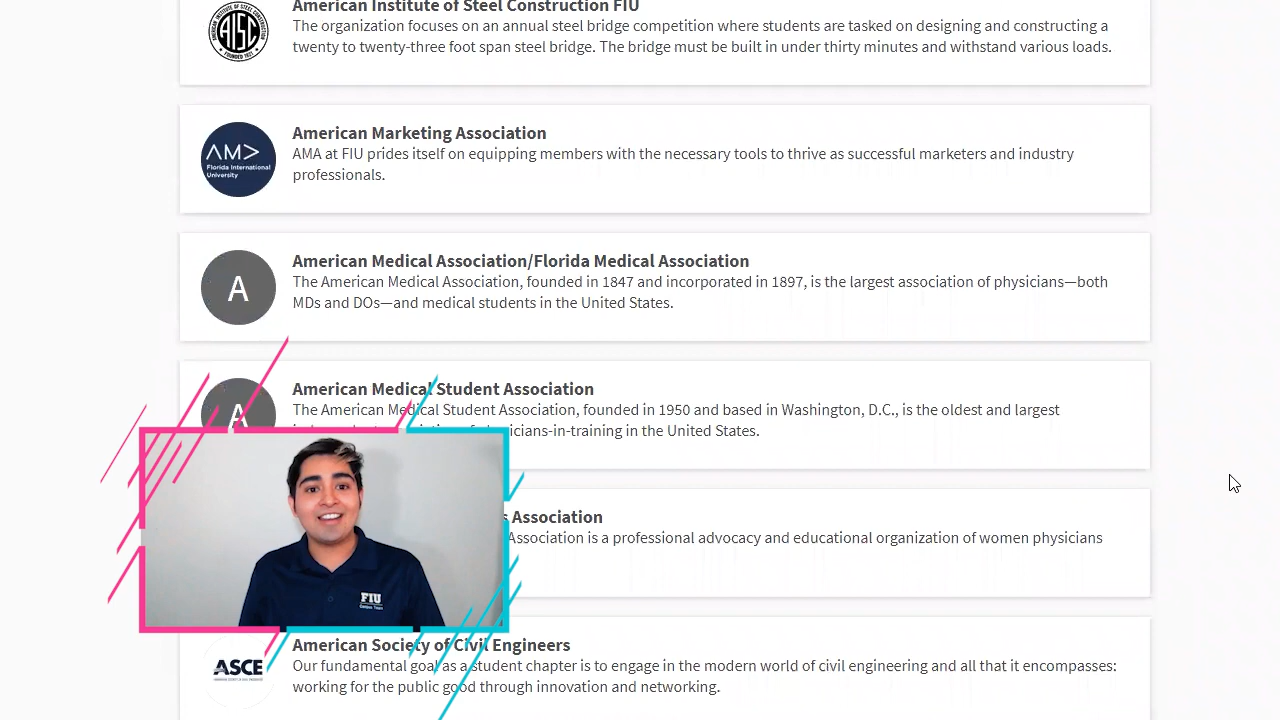 American Institute of Steel Construction FIU
The organization focuses on an annual steel bridge competition where students are tasked on designing and constructing a
twenty to twenty-three foot span steel bridge. The bridge must be built in under thirty minutes and withstand various loads.
AISC
American Marketing Association
AMA at FIU prides itself on equipping members with the necessary tools to thrive as successful marketers and industry
professionals.
Florida International
University
American Medical Association/Florida Medical Association
The American Medical Association, founded in 1847 and incorporated in 1897, is the largest association of physicians—both
MDs and DOs—and medical students in the United States.
A
American Medical Student Association
The American Medical Student Association, founded in 1950 and based in Washington, D.C., is the oldest and largest
physicians-in-training in the United States.
A
Association
Association is a professional advocacy and educational organization of women physicians
FIU
Campus Team
American Society of Civil Engineers
Our fundamental goal as a student chapter is to engage in the modern world of civil engineering and all that it encompasses:
working for the public good through innovation and networking.
ASCE